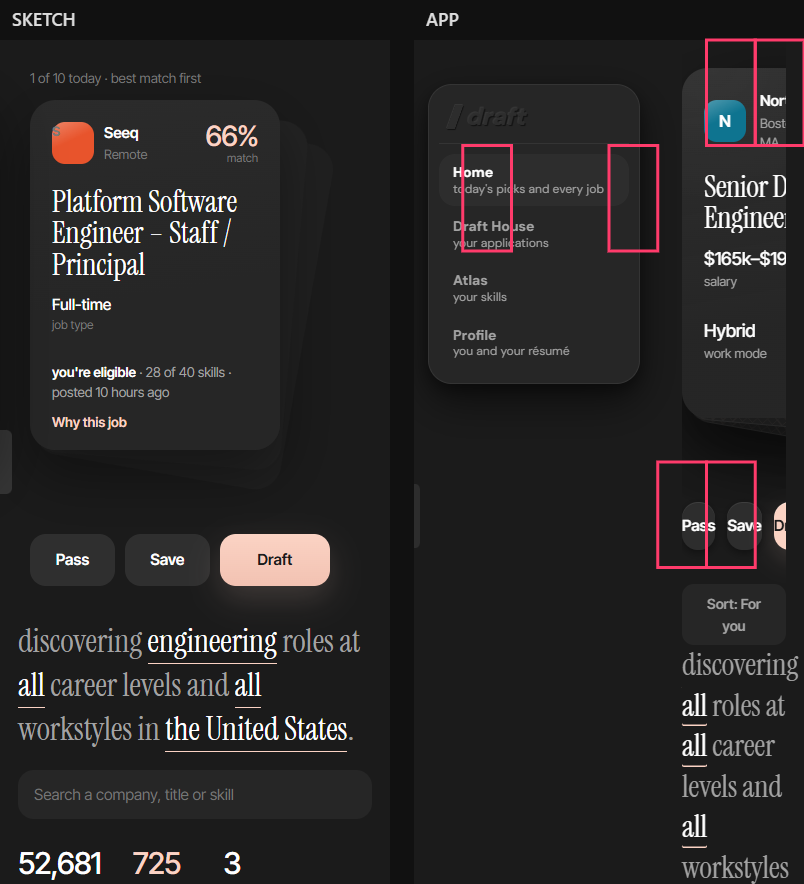 SKETCH
1 of 10 today · best match first
S
Seeq
Remote
66%
match
Platform Software
Engineer – Staff /
Principal
Full-time
job type
you're eligible · 28 of 40 skills ·
posted 10 hours ago
Why this job
Pass
Save
Draft
discovering engineering roles at
all career levels and all
workstyles in the United States.
Search a company, title or skill
52,681
725
3
APP
draft
Home
today's picks and every job
Draft House
your applications
Atlas
your skills
Profile
you and your résumé
N
MA
Senior D
Enginee
$165k–$19
salary
Hybrid
work mode
Pass
Save
Sort: For
you
discovering
all roles at
all career
levels and
all
workstyles